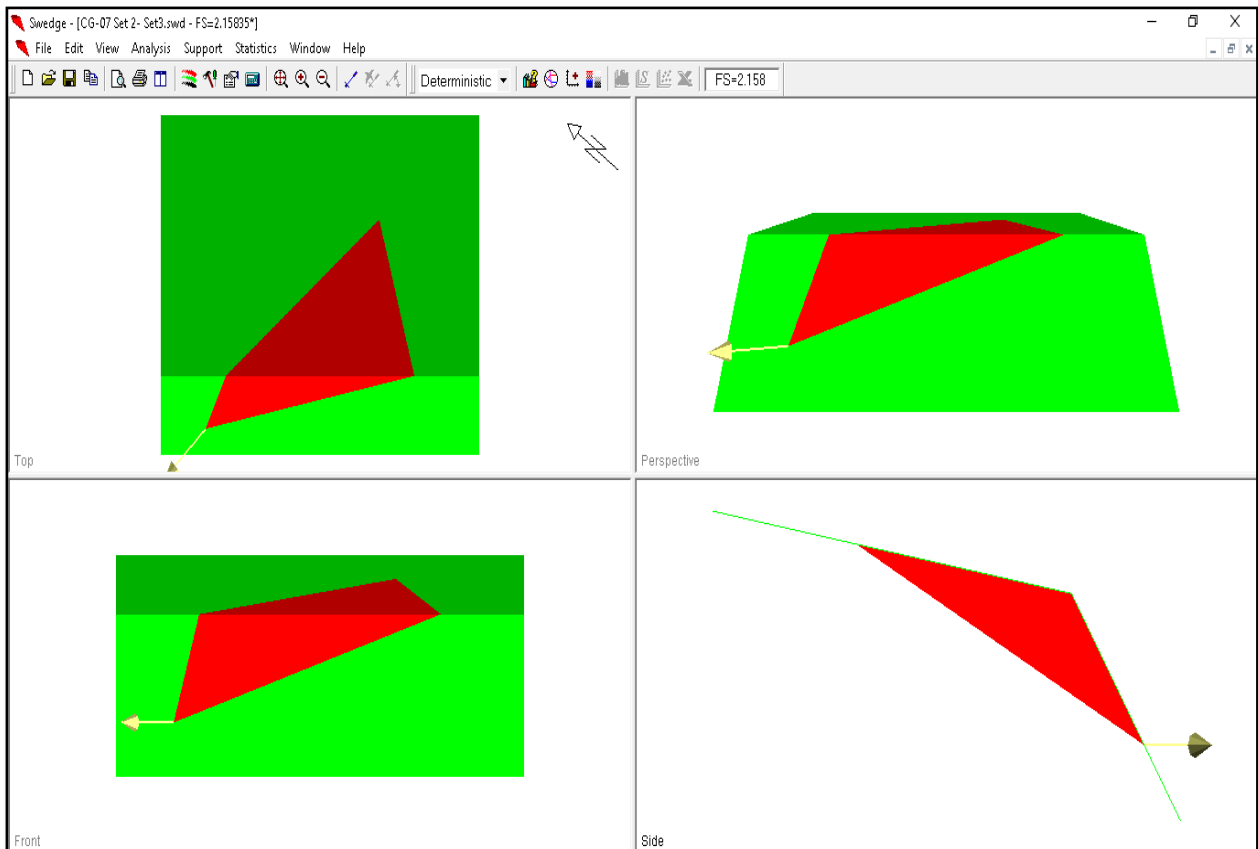 Swedge - [CG-07 Set 2- Set3.swd - FS=2.15835*]
File Edit View Analysis Support Statistics Window Help
Deterministic FS=2.158
Top
Perspective
Front
Side